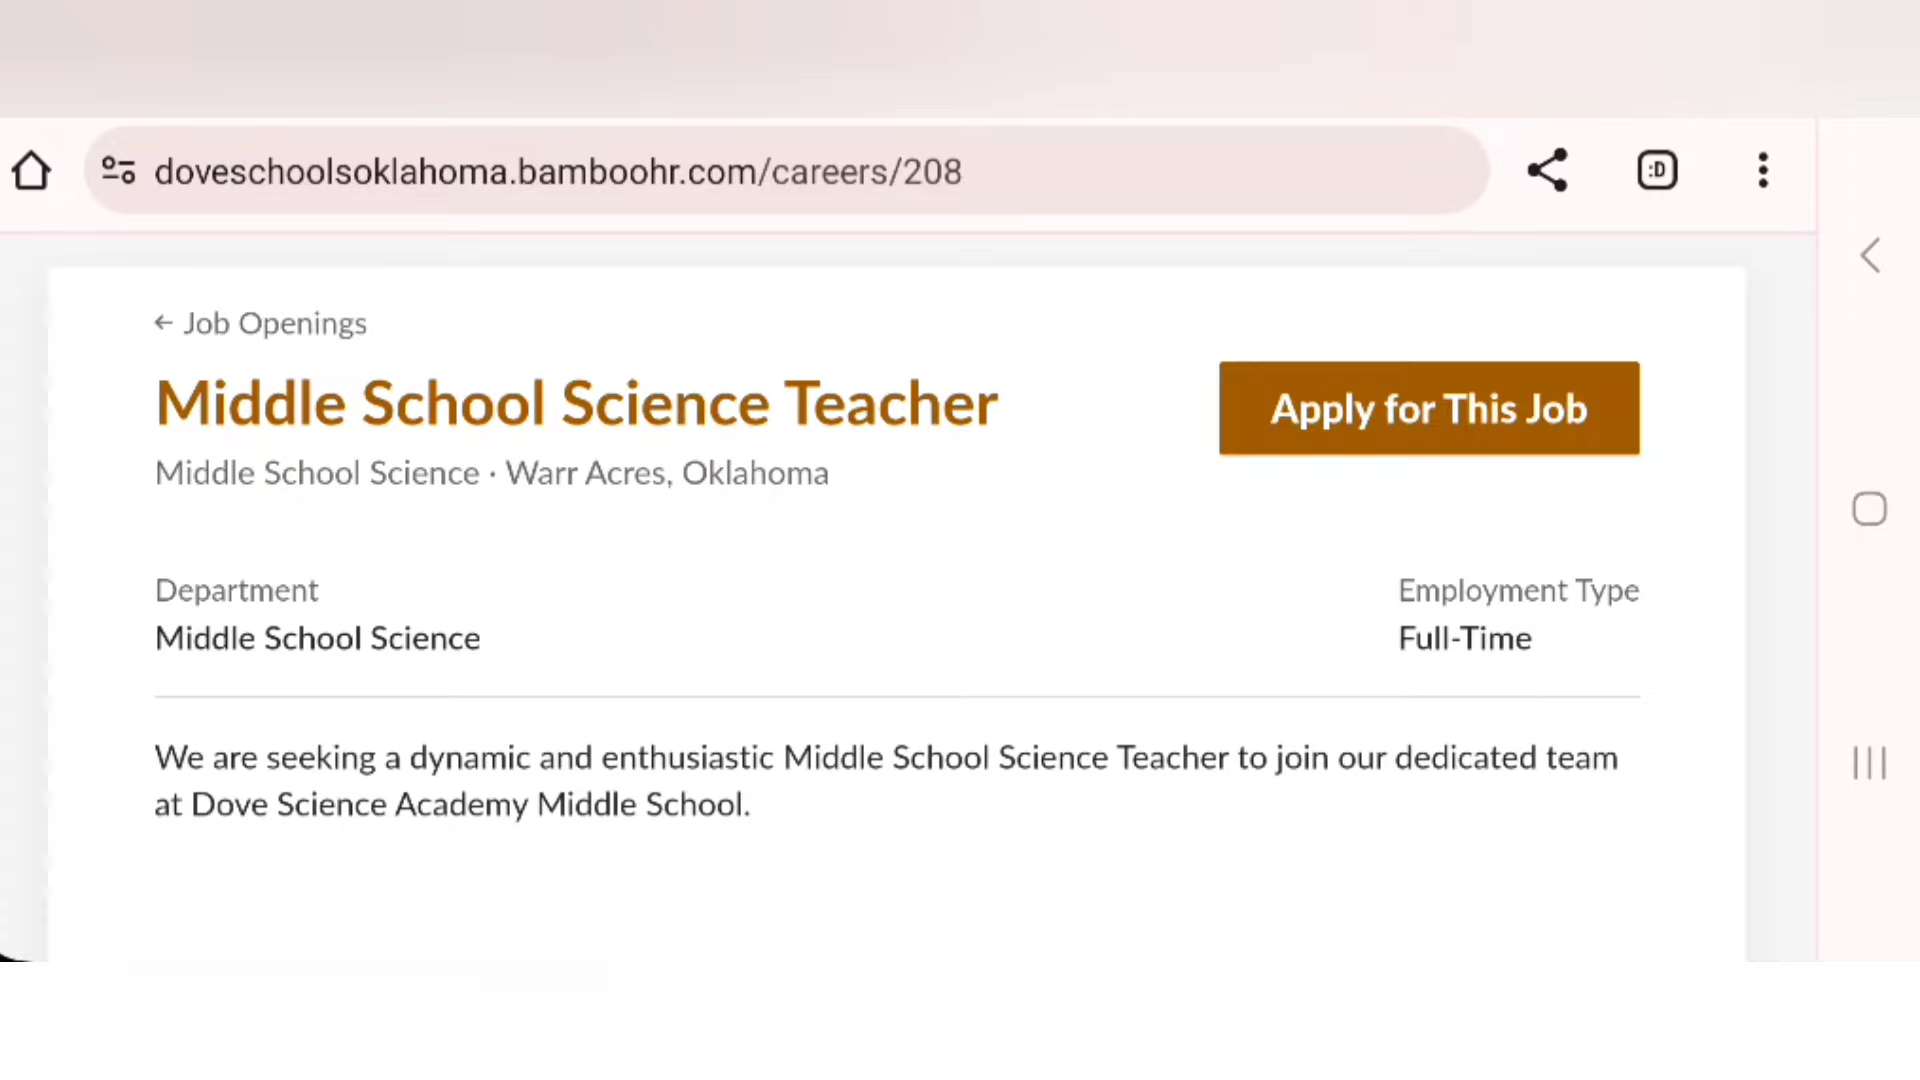 doveschoolsoklahoma.bamboohr.com/careers/208
:D
← Job Openings
Middle School Science Teacher
Apply for This Job
Middle School Science · Warr Acres, Oklahoma
Department
Employment Type
Middle School Science
Full-Time
We are seeking a dynamic and enthusiastic Middle School Science Teacher to join our dedicated team
at Dove Science Academy Middle School.